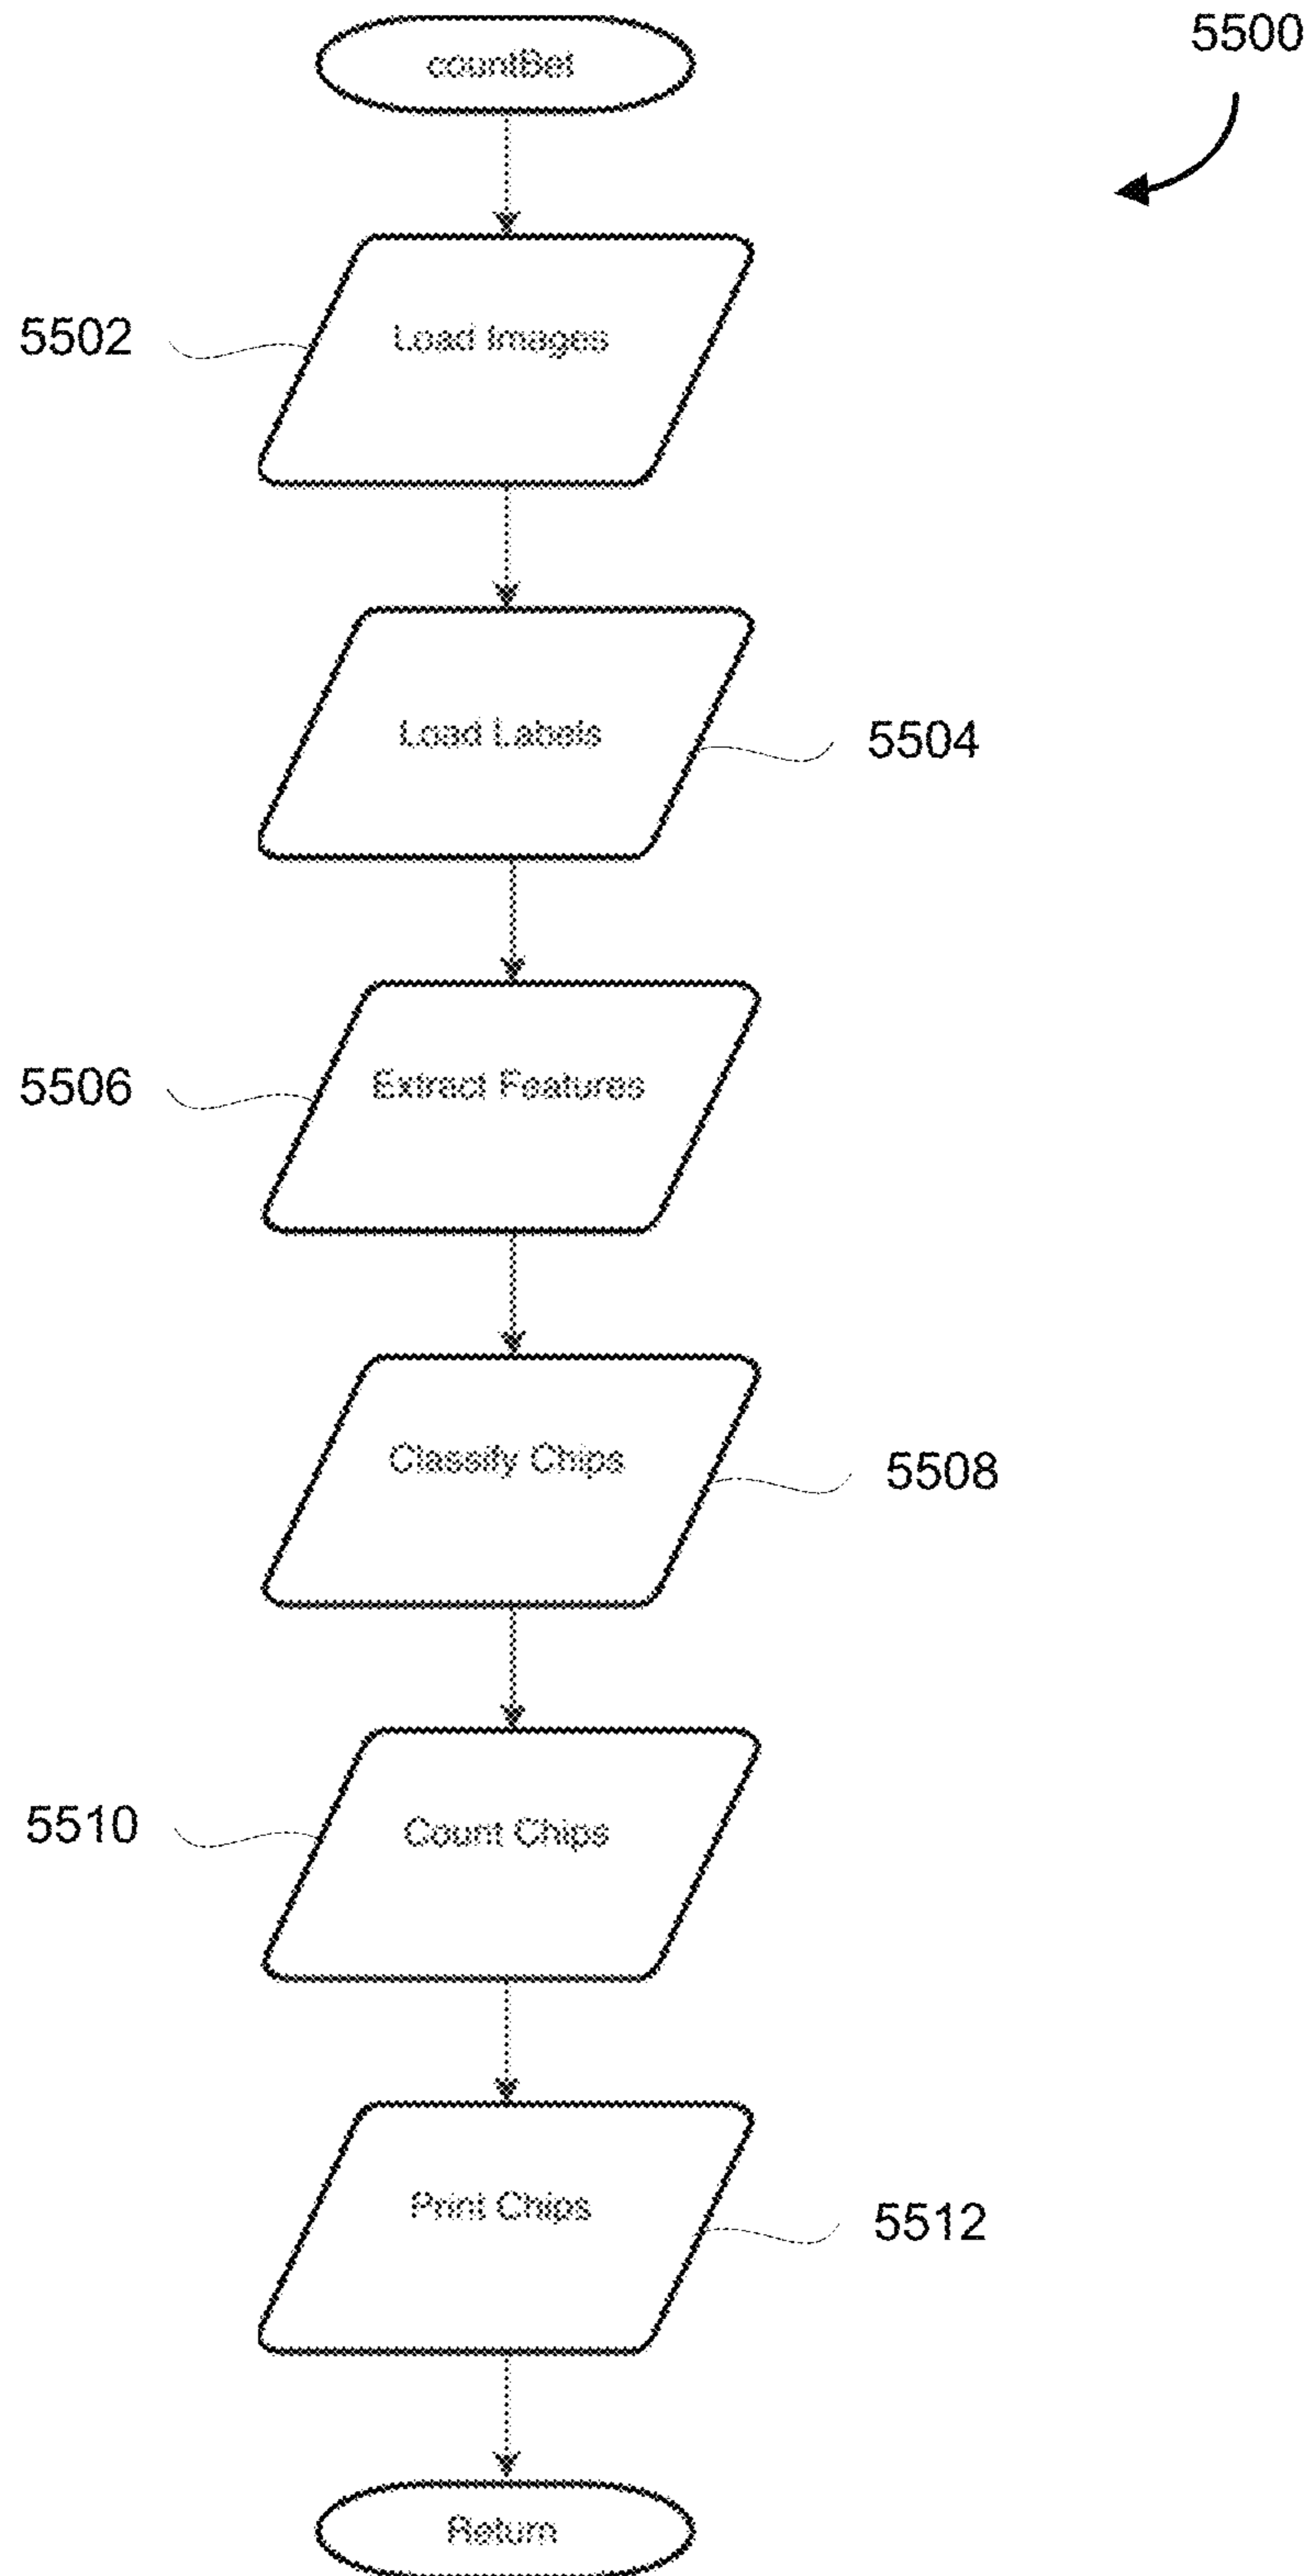 5500
countBet
5502
Load Images
Load Labels
5504
5506
Extract Features
Classify Chips
5508
5510
Count Chips
Print Chips
5512
Return